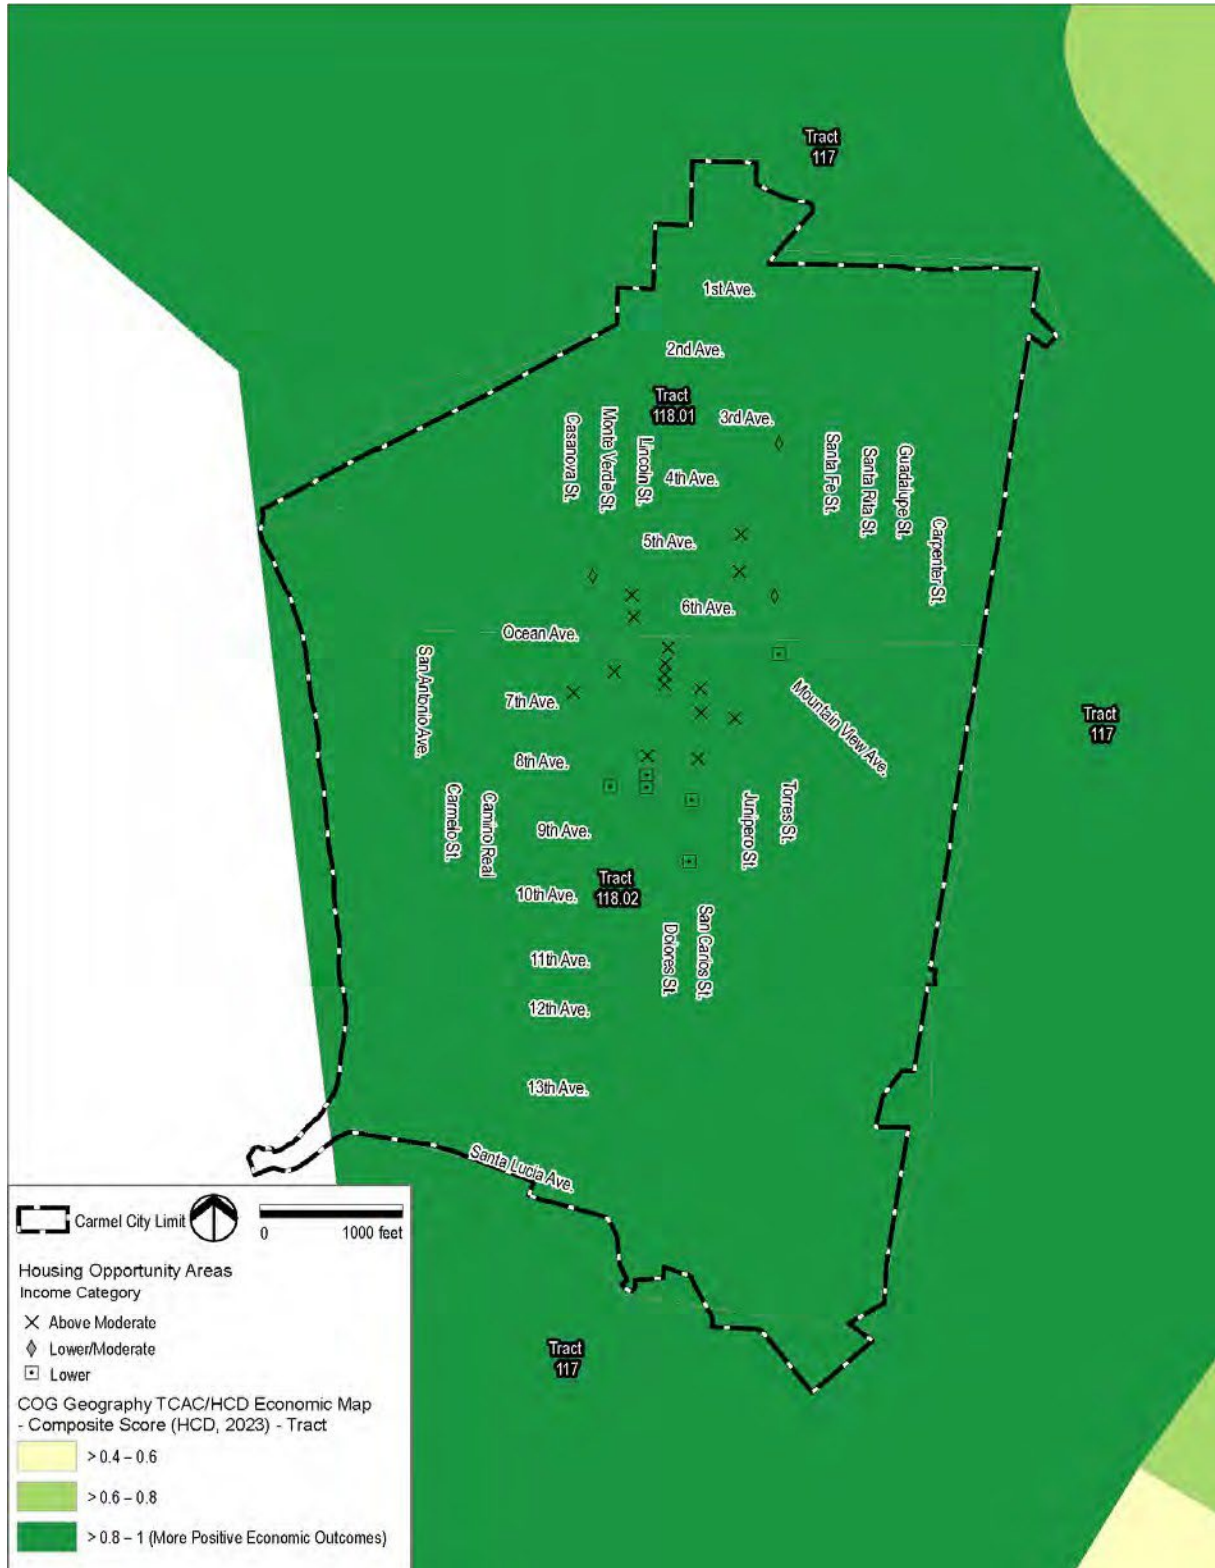 Tract
117
1st Ave.
2nd Ave.
Tract
118.01
3rd Ave.
Casanova St.
Monte Verde St.
Lincoln St.
4th Ave.
Santa Fe St.
Santa Rita St.
Guadalupe St.
Carpenter St.
5th Ave.
6th Ave.
Ocean Ave.
San Antonio Ave.
7th Ave.
Mountain View Ave.
Tract
117
8th Ave.
Carmelo St.
Camino Real
9th Ave.
Junipero St.
Torres St.
Tract
118.02
10th Ave.
Dolores St.
San Carlos St.
11th Ave.
12th Ave.
13th Ave.
Santa Lucia Ave.
Tract
117
Carmel City Limit
0 1000 feet
Housing Opportunity Areas
Income Category
Above Moderate
Lower/Moderate
Lower
COG Geography TCAC/HCD Economic Map
- Composite Score (HCD, 2023) - Tract
> 0.4 – 0.6
> 0.6 – 0.8
> 0.8 – 1 (More Positive Economic Outcomes)